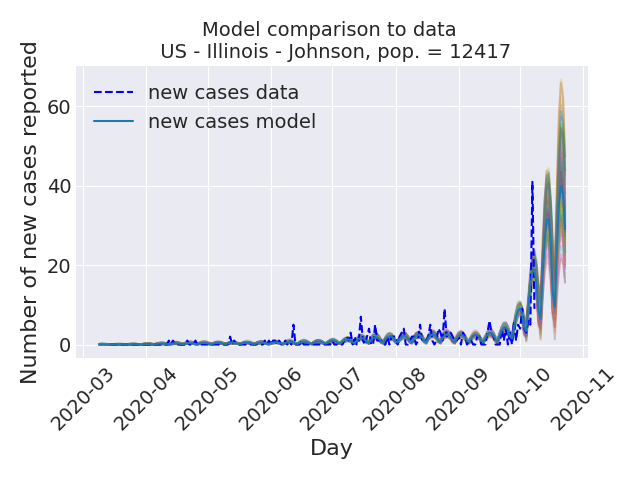 Model comparison to data
US - Illinois - Johnson, pop. = 12417
Number of new cases reported
60
40
20
0
new cases data
new cases model
2020-03
2020-04
2020-05
2020-06
2020-07
2020-08
2020-09
2020-10
2020-11
Day